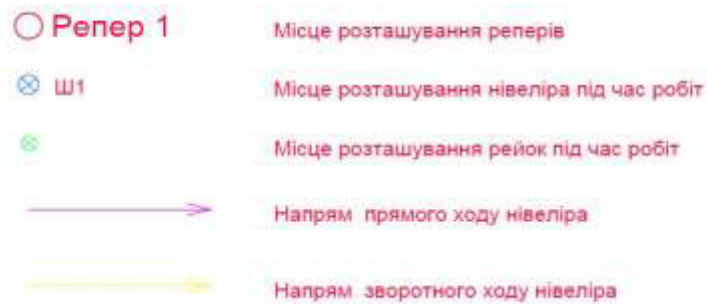 Репер 1 Місце розташування реперів
Ш1 Місце розташування нівеліра під час робіт
Місце розташування рейок під час робіт
Напрям прямого ходу нівеліра
Напрям зворотного ходу нівеліра